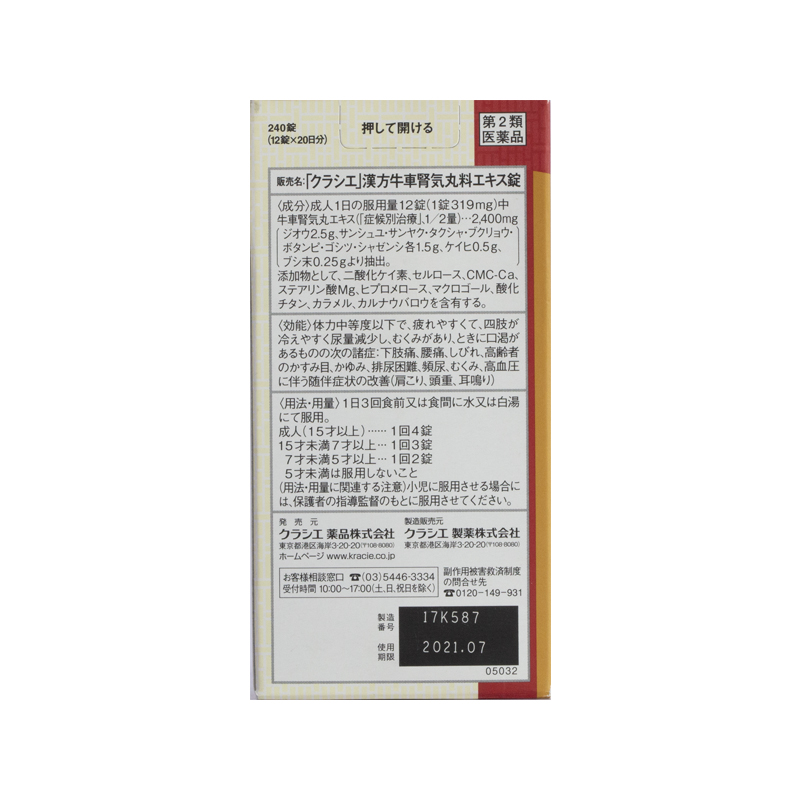 240錠
(12錠×20日分)
押して開ける
第2類
医薬品
販売名:「クラシエ」漢方牛車腎気丸料エキス錠
〈成分〉成人1日の服用量12錠(1錠319mg)中
牛車腎気丸エキス(「症候別治療」、1/2量)…2,400mg
ジオウ2.5g、サンシュユ・サンヤク・タクシャ・ブクリョウ・
ボタンピ・ゴシツ・シャゼンシ各1.5g、ケイヒ0.5g、
ブシ末0.25gより抽出。
添加物として、二酸化ケイ素、セルロース、CMC-Ca、
ステアリン酸Mg、ヒプロメロース、マクロゴール、酸化
チタン、カラメル、カルナウバロウを含有する。
〈効能〉体力中等度以下で、疲れやすくて、四肢が
冷えやすく尿量減少し、むくみがあり、ときに口渇が
あるものの次の諸症:下肢痛、腰痛、しびれ、高齢者
のかすみ目、かゆみ、排尿困難、頻尿、むくみ、高血圧
に伴う随伴症状の改善(肩こり、頭重、耳鳴り)
〈用法・用量〉1日3回食前又は食間に水又は白湯
にて服用。
成人(15才以上)……1回4錠
15才未満7才以上…1回3錠
7才未満5才以上…1回2錠
5才未満は服用しないこと
〈用法・用量に関連する注意〉小児に服用させる場合に
は、保護者の指導監督のもとに服用させてください。
発売元
クラシエ 薬品株式会社
東京都港区海岸3-20-20(〒108-8080)
ホームページ www.kracie.co.jp
製造販売元
クラシエ 製薬株式会社
東京都港区海岸3-20-20(〒108-8080)
お客様相談窓口 ☎(03)5446-3334
受付時間 10:00~17:00(土、日、祝日を除く)
副作用被害救済制度
の問合せ先
☎0120-149-931
製造
番号
17K587
使用
期限
2021.07
05032